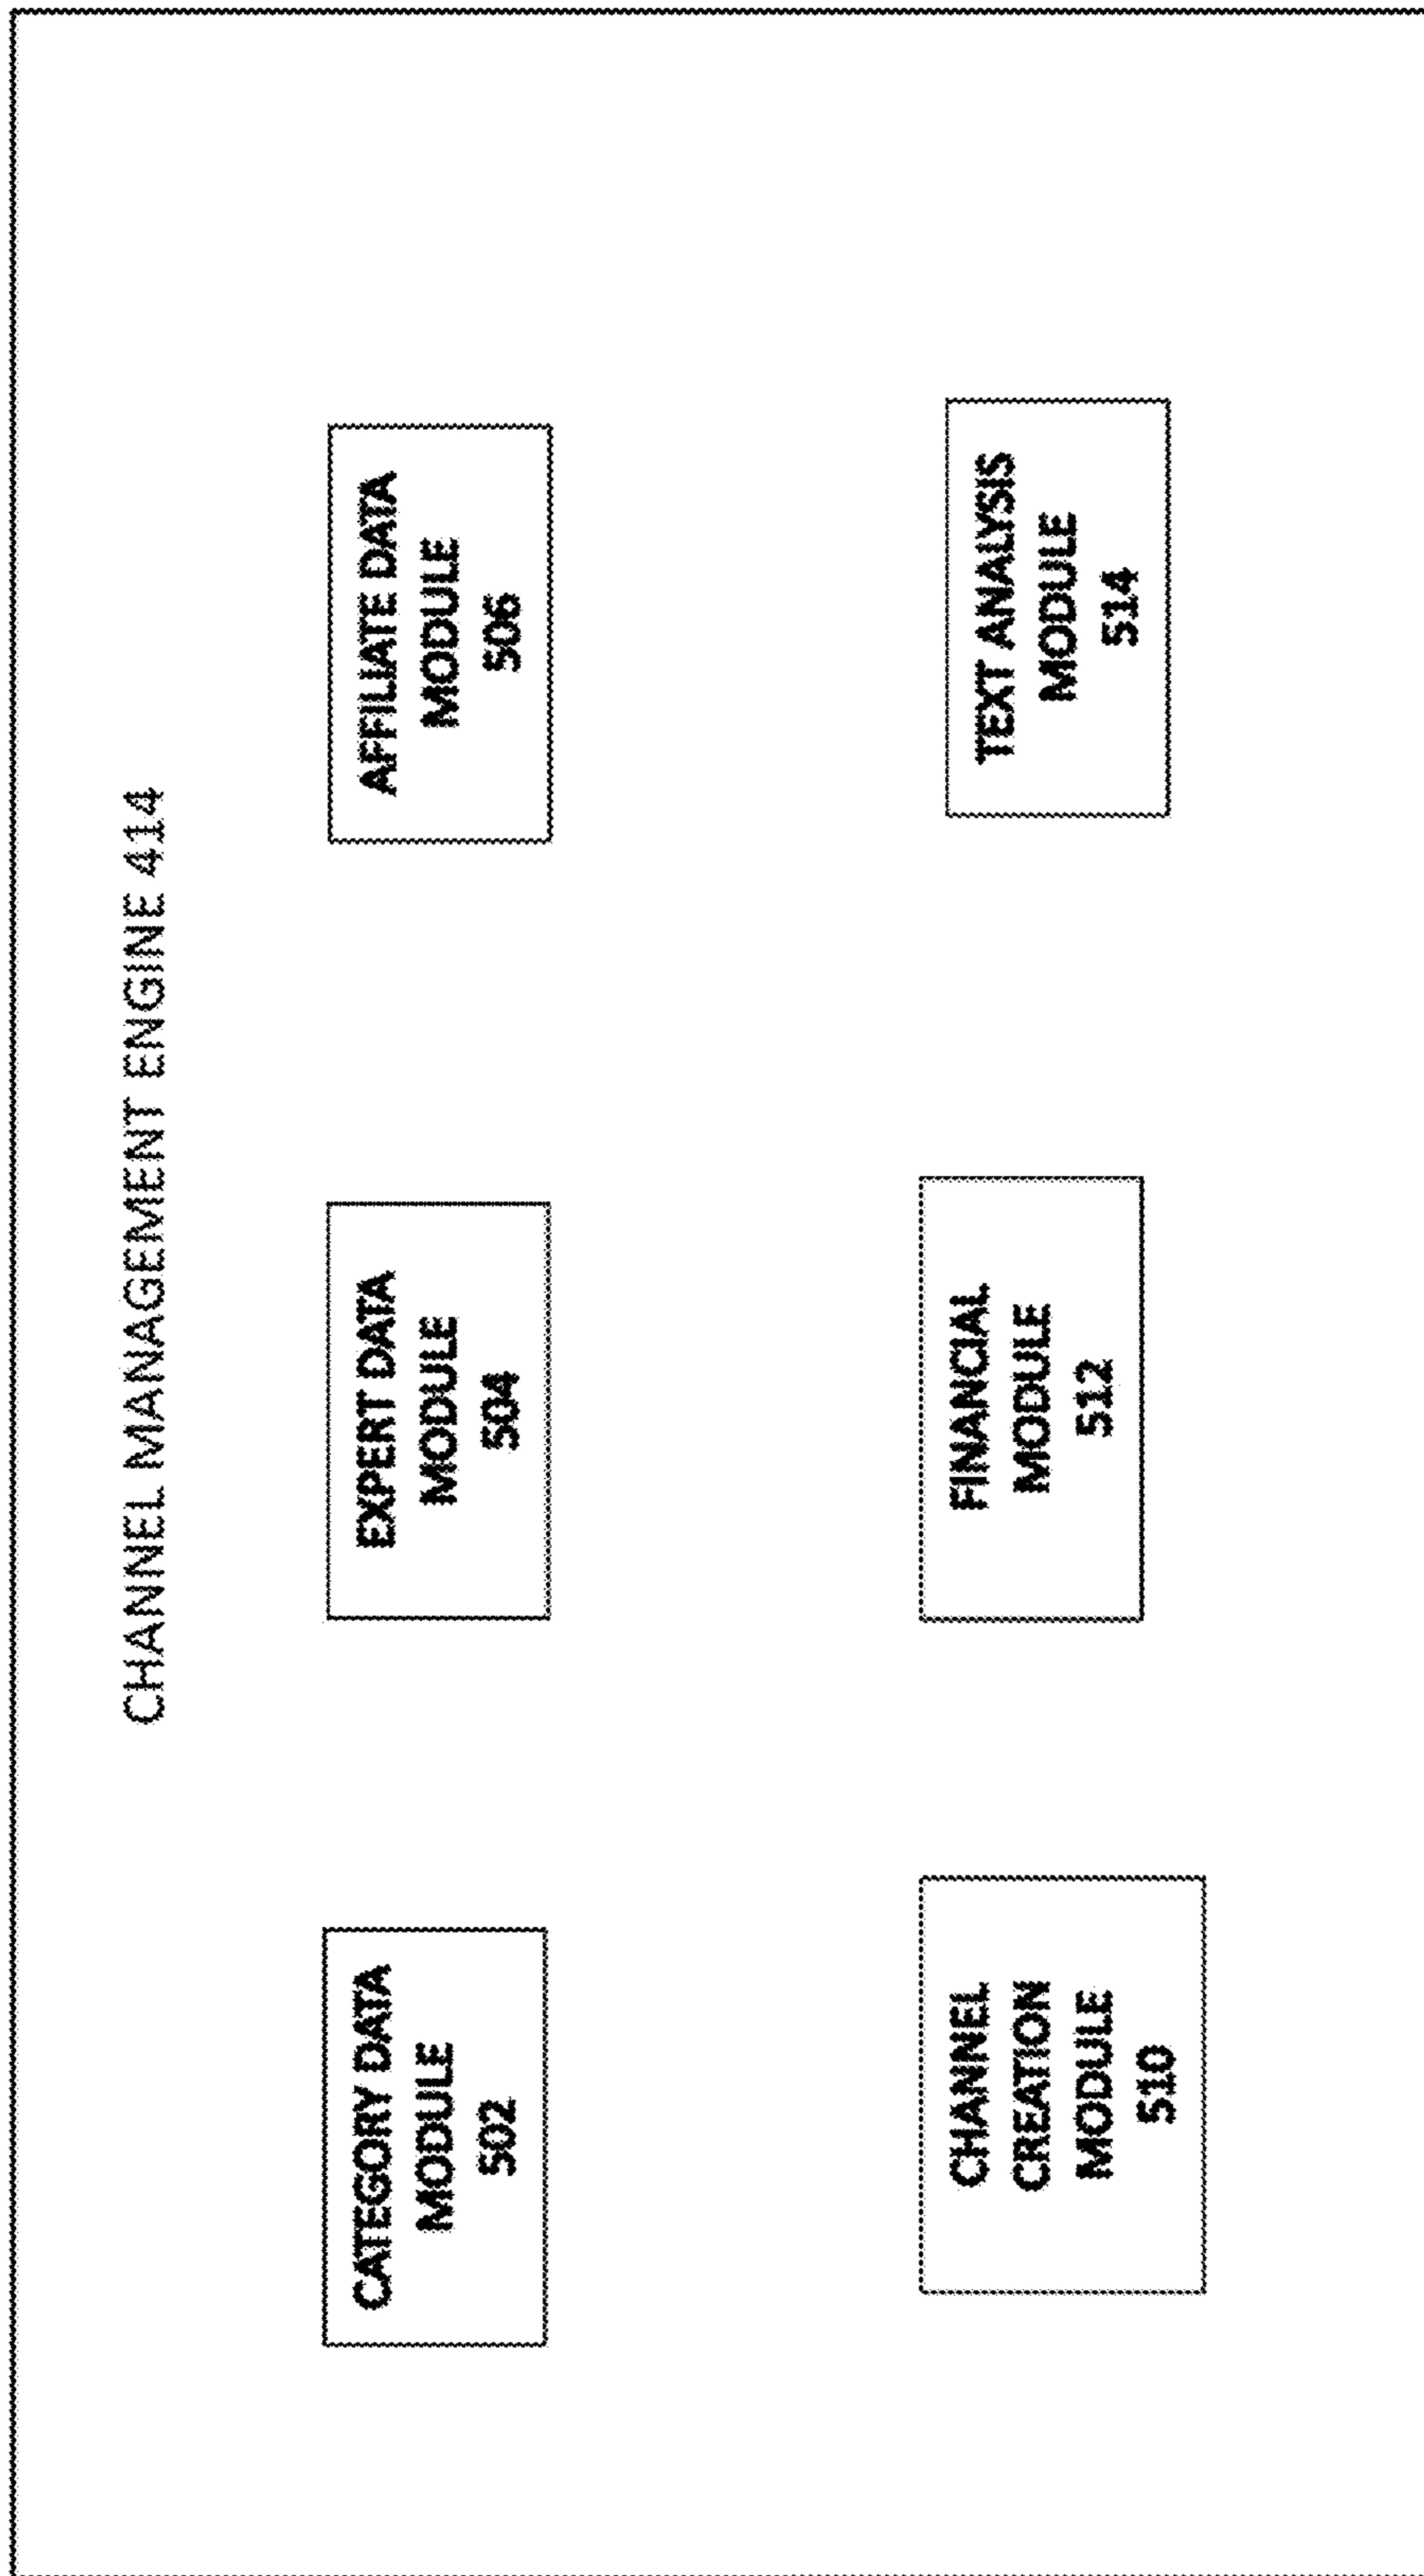 CHANNEL MANAGEMENT ENGINE 414
CATEGORY DATA
MODULE
502
EXPERT DATA
MODULE
504
AFFILIATE DATA
MODULE
506
CHANNEL
CREATION
MODULE
510
FINANCIAL
MODULE
512
TEXT ANALYSIS
MODULE
514